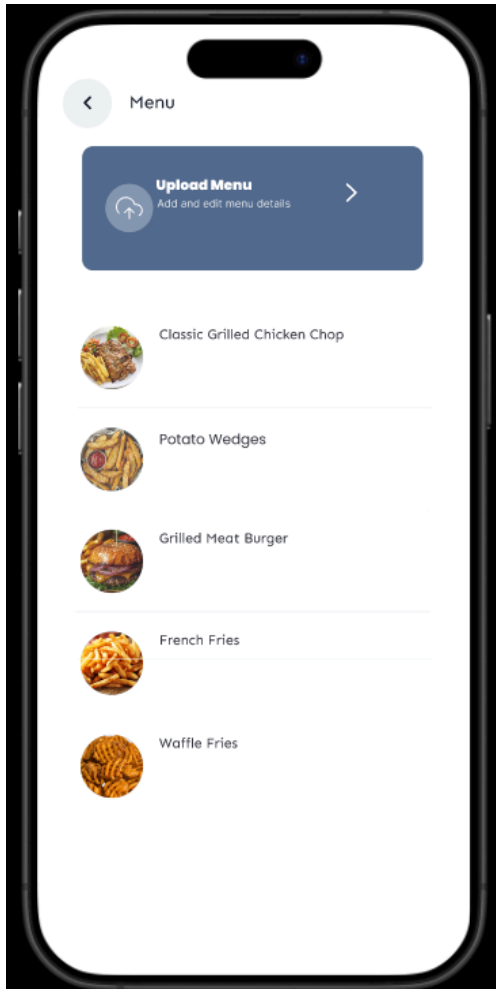 Menu
Upload Menu
Add and edit menu details
Classic Grilled Chicken Chop
Potato Wedges
Grilled Meat Burger
French Fries
Waffle Fries